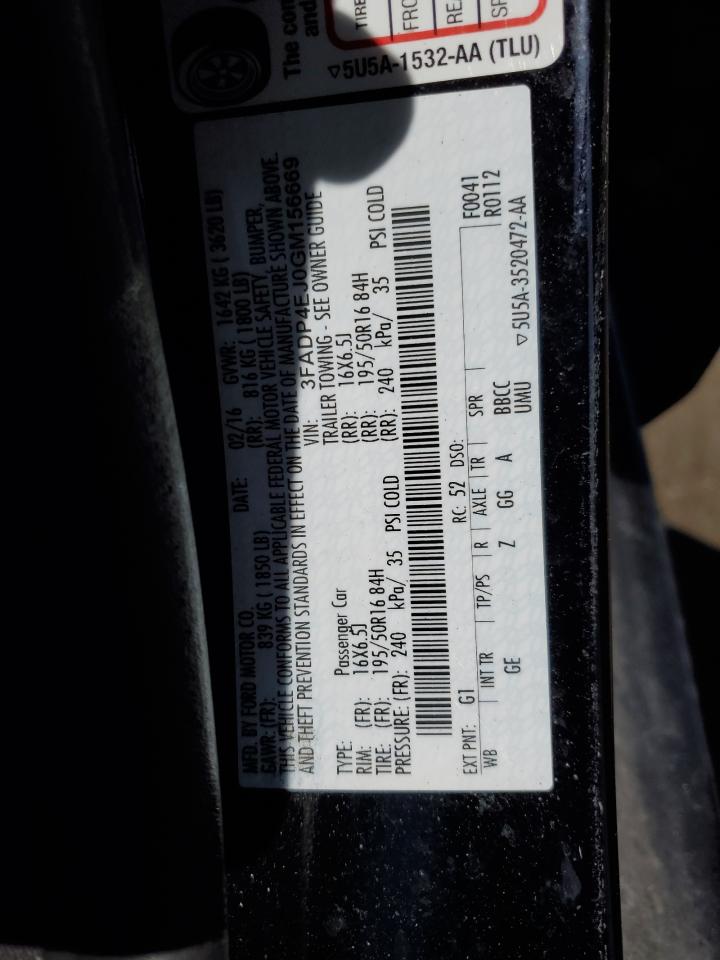 The con
and
TIRE
FRO
REA
SP
▽5U5A-1532-AA (TLU)
MFD. BY FORD MOTOR CO. DATE: 02/16 GVWR: 1642 KG ( 3620 LB)
GAWR: (FR): 839 KG ( 1850 LB) (RR): 816 KG ( 1800 LB)
THIS VEHICLE CONFORMS TO ALL APPLICABLE FEDERAL MOTOR VEHICLE SAFETY, BUMPER,
AND THEFT PREVENTION STANDARDS IN EFFECT ON THE DATE OF MANUFACTURE SHOWN ABOVE.
VIN: 3FADP4EJ0GM156669
TYPE: Passenger Car TRAILER TOWING - SEE OWNER GUIDE
RIM: (FR): 16X6.5J (RR): 16X6.5J
TIRE: (FR): 195/50R16 84H (RR): 195/50R16 84H
PRESSURE: (FR): 240 kPa/ 35 PSI COLD (RR): 240 kPa/ 35 PSI COLD
EXT PNT: G1 RC: 52 DSO: F0041
WB INT TR TP/PS R AXLE TR SPR R0112
GE Z GG A BBCC
UMU
▽5U5A-3520472-AA